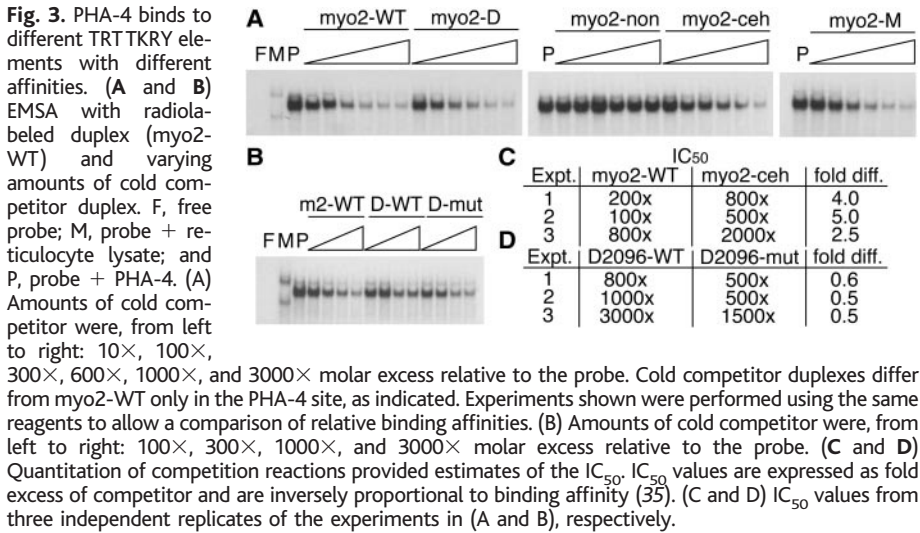 Fig. 3. PHA-4 binds to
different TRTTKRY ele-
ments with different
affinities. (A and B)
EMSA with radiola-
beled duplex (myo2-
WT) and varying
amounts of cold com-
petitor duplex. F, free
probe; M, probe + re-
ticulocyte lysate; and
P, probe + PHA-4. (A)
Amounts of cold com-
petitor were, from left
to right: 10×, 100×,
300×, 600×, 1000×, and 3000× molar excess relative to the probe. Cold competitor duplexes differ
from myo2-WT only in the PHA-4 site, as indicated. Experiments shown were performed using the same
reagents to allow a comparison of relative binding affinities. (B) Amounts of cold competitor were, from
left to right: 100×, 300×, 1000×, and 3000× molar excess relative to the probe. (C and D)
Quantitation of competition reactions provided estimates of the IC50. IC50 values are expressed as fold
excess of competitor and are inversely proportional to binding affinity (35). (C and D) IC50 values from
three independent replicates of the experiments in (A and B), respectively.
A
myo2-WT myo2-D
FMP
myo2-non myo2-ceh
P
myo2-M
P
B
m2-WT D-WT D-mut
FMP
C
IC50
Expt. myo2-WT myo2-ceh fold diff.
1 200x 800x 4.0
2 100x 500x 5.0
3 800x 2000x 2.5
D
Expt. D2096-WT D2096-mut fold diff.
1 800x 500x 0.6
2 1000x 500x 0.5
3 3000x 1500x 0.5